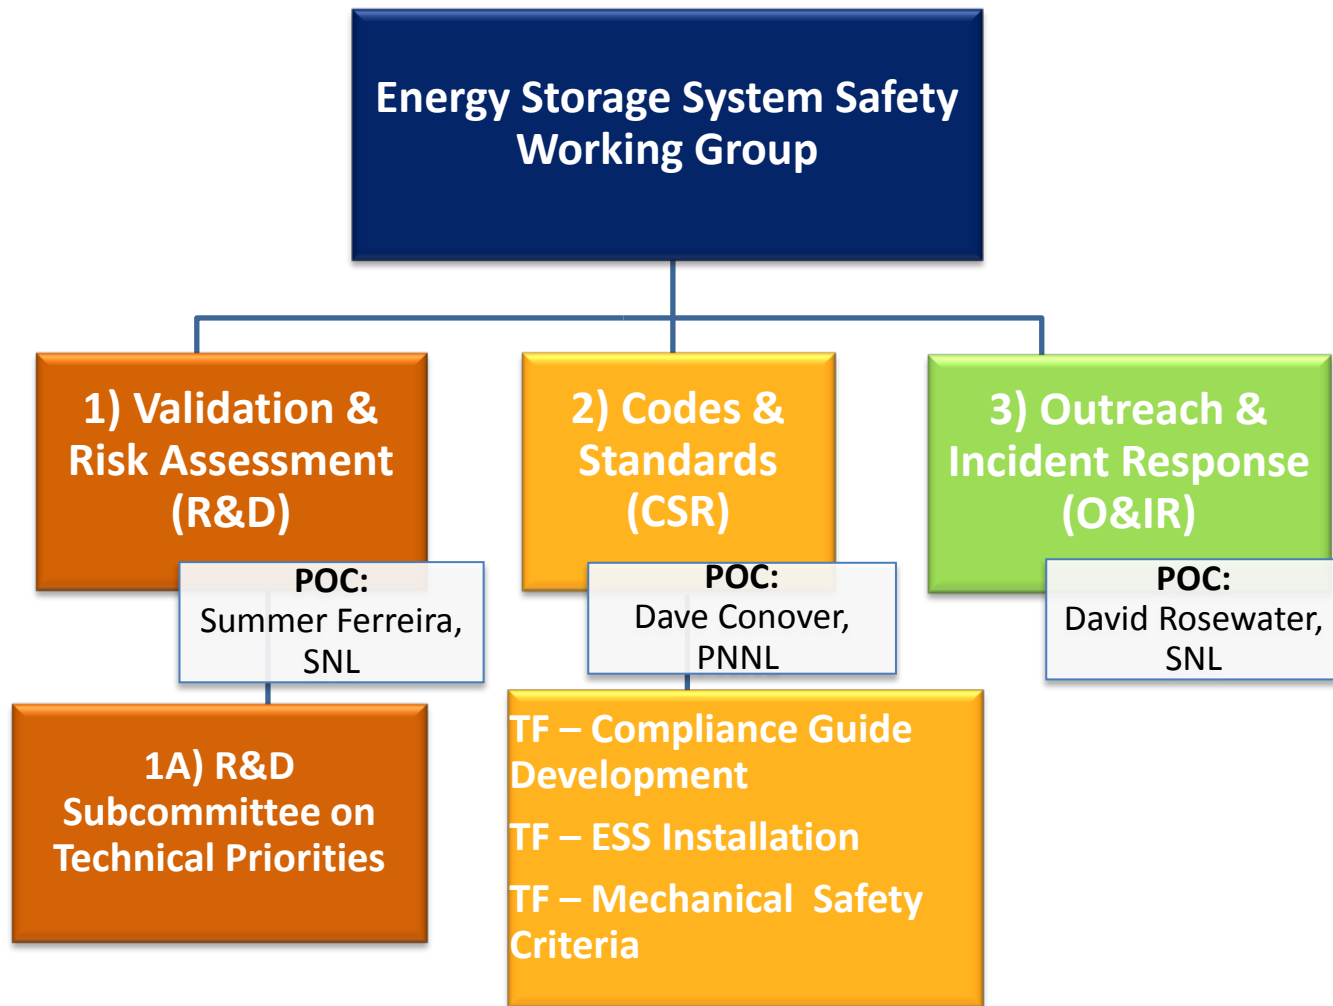 Energy Storage System Safety
Working Group
1) Validation &
Risk Assessment
(R&D)
POC:
Summer Ferreira,
SNL
2) Codes &
Standards
(CSR)
POC:
Dave Conover,
PNNL
3) Outreach &
Incident Response
(O&IR)
POC:
David Rosewater,
SNL
1A) R&D
Subcommittee on
Technical Priorities
TF – Compliance Guide
Development
TF – ESS Installation
TF – Mechanical  Safety
Criteria